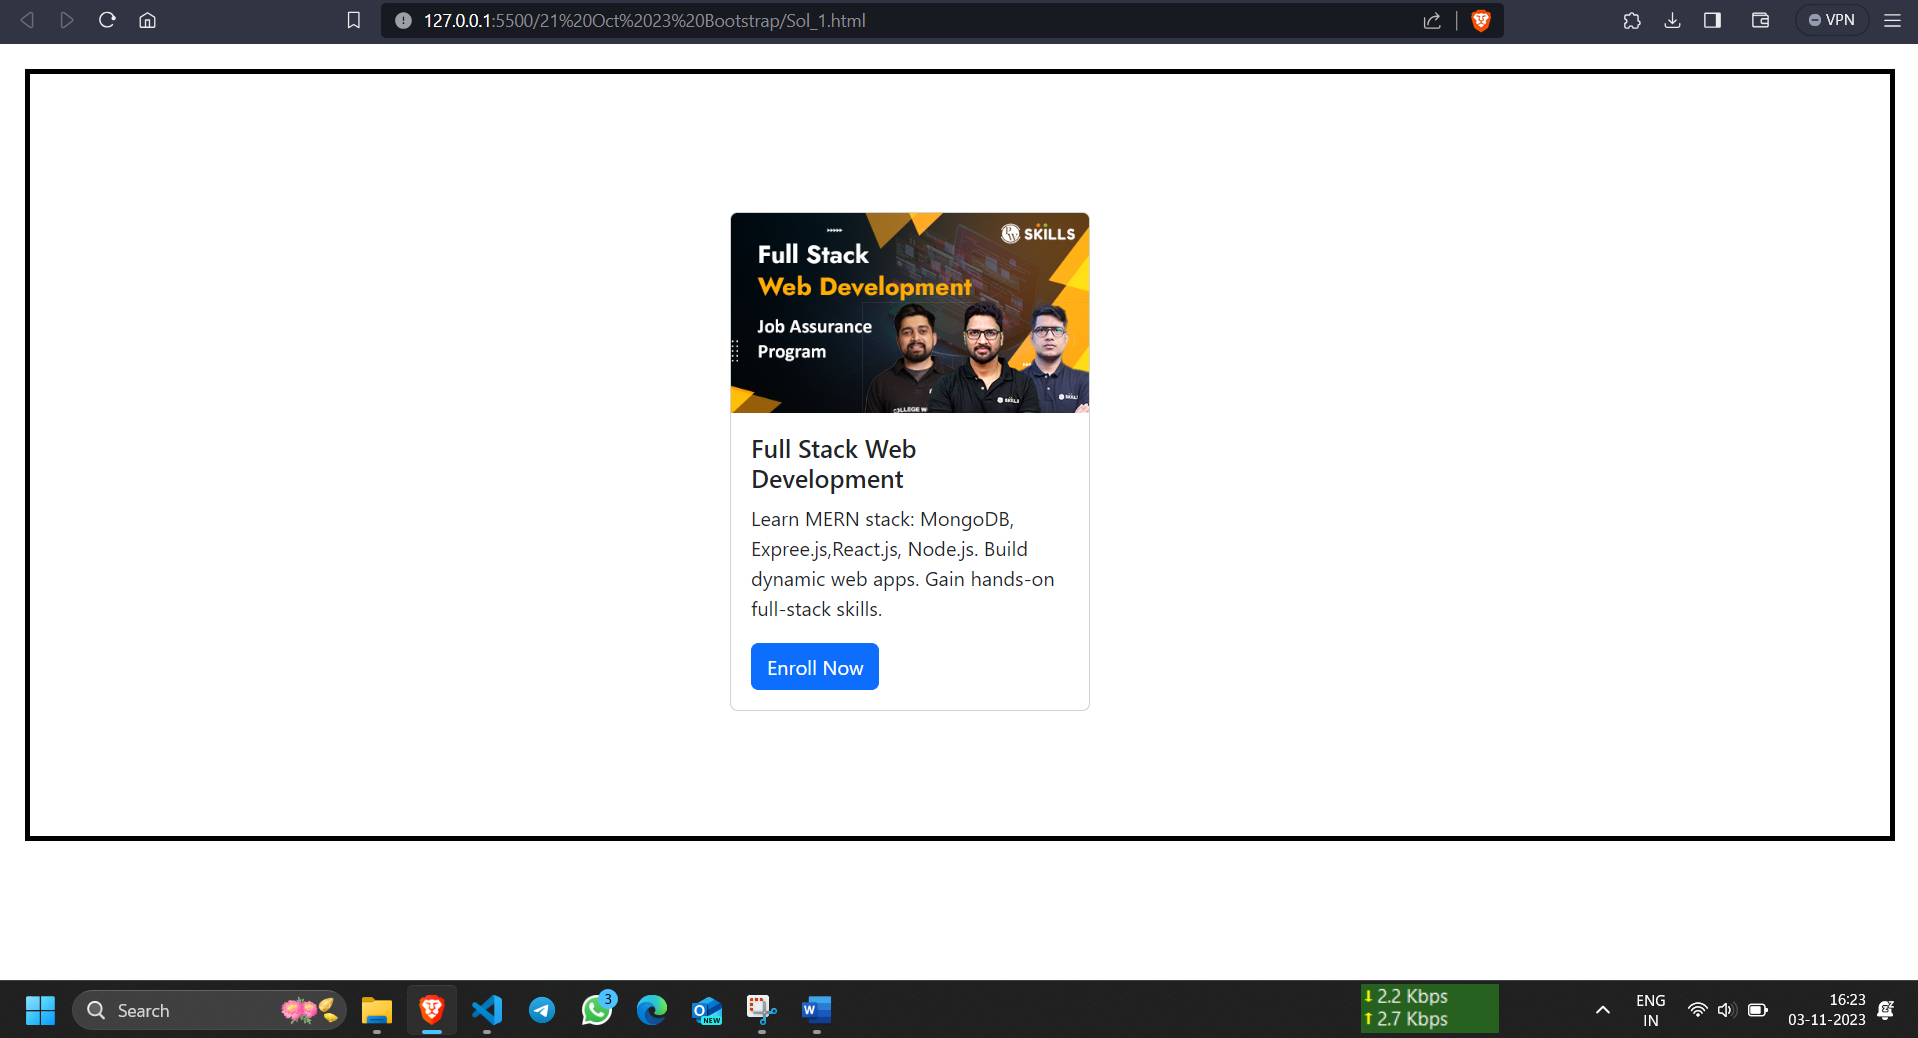 127.0.0.1:5500/21%20Oct%2023%20Bootstrap/Sol_1.html
VPN
PW SKILLS
Full Stack
Web Development
Job Assurance
Program
COLLEGE W
SKILLS
SKILL
Full Stack Web
Development
Learn MERN stack: MongoDB,
Expree.js,React.js, Node.js. Build
dynamic web apps. Gain hands-on
full-stack skills.
Enroll Now
Search
3
NEW
W
2.2 Kbps
2.7 Kbps
ENG
IN
16:23
03-11-2023